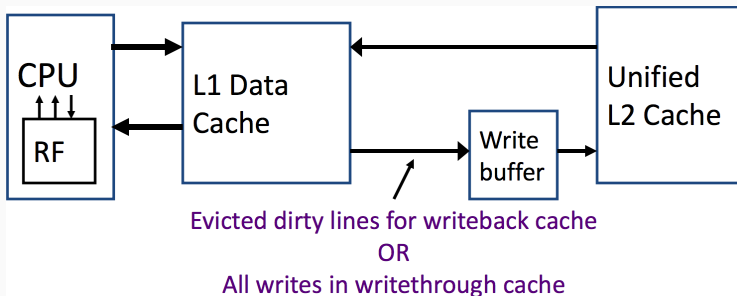 CPU
RF
L1 Data
Cache
Unified
L2 Cache
Write
buffer
Evicted dirty lines for writeback cache
OR
All writes in writethrough cache